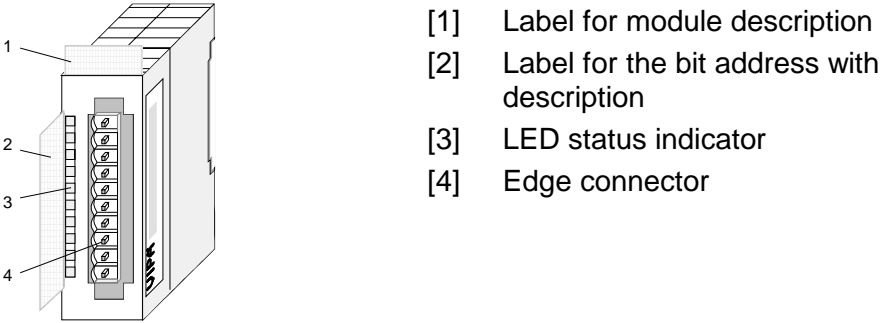 1
2
3
4
VIPA
[1] Label for module description
[2] Label for the bit address with
description
[3] LED status indicator
[4] Edge connector